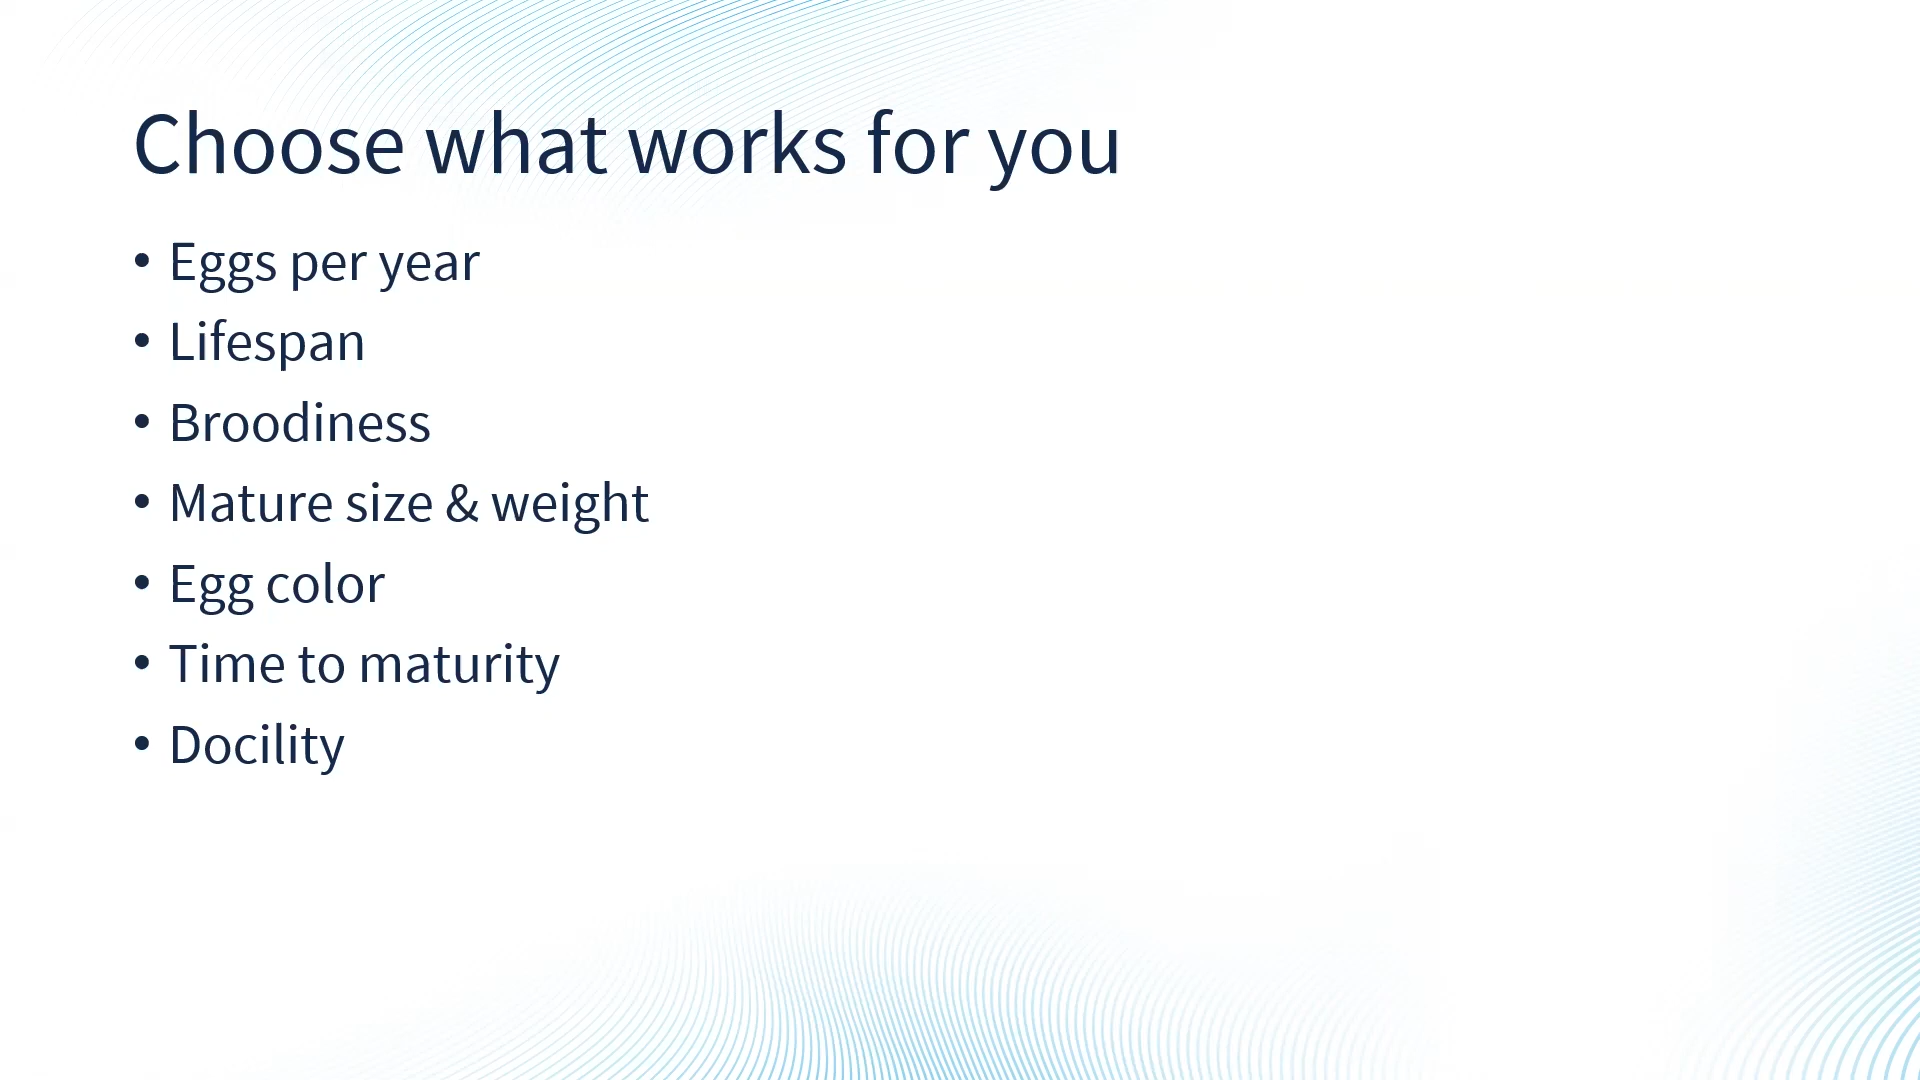 Choose what works for you
• Eggs per year
• Lifespan
• Broodiness
• Mature size & weight
• Egg color
• Time to maturity
• Docility